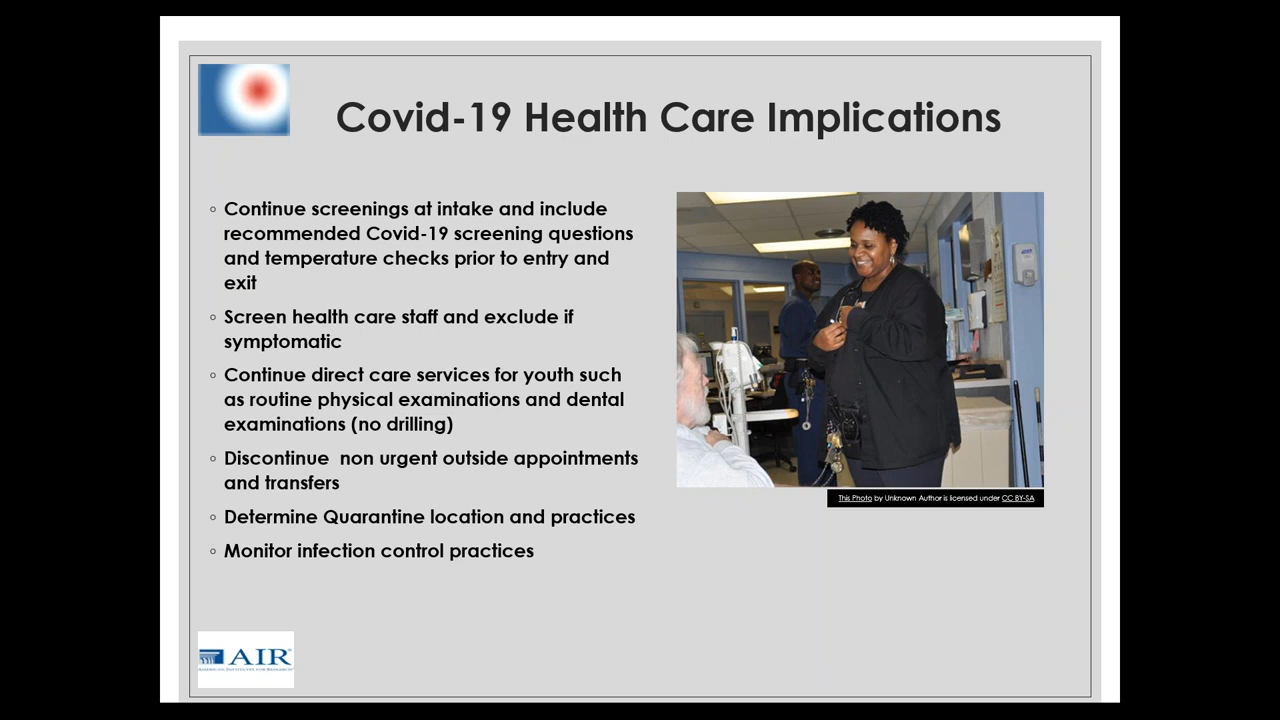 Covid-19 Health Care Implications
◦ Continue screenings at intake and include
recommended Covid-19 screening questions
and temperature checks prior to entry and
exit
◦ Screen health care staff and exclude if
symptomatic
◦ Continue direct care services for youth such
as routine physical examinations and dental
examinations (no drilling)
◦ Discontinue  non urgent outside appointments
and transfers
◦ Determine Quarantine location and practices
◦ Monitor infection control practices
This Photo by Unknown Author is licensed under CC BY-SA
AIR®
AMERICAN INSTITUTES FOR RESEARCH®